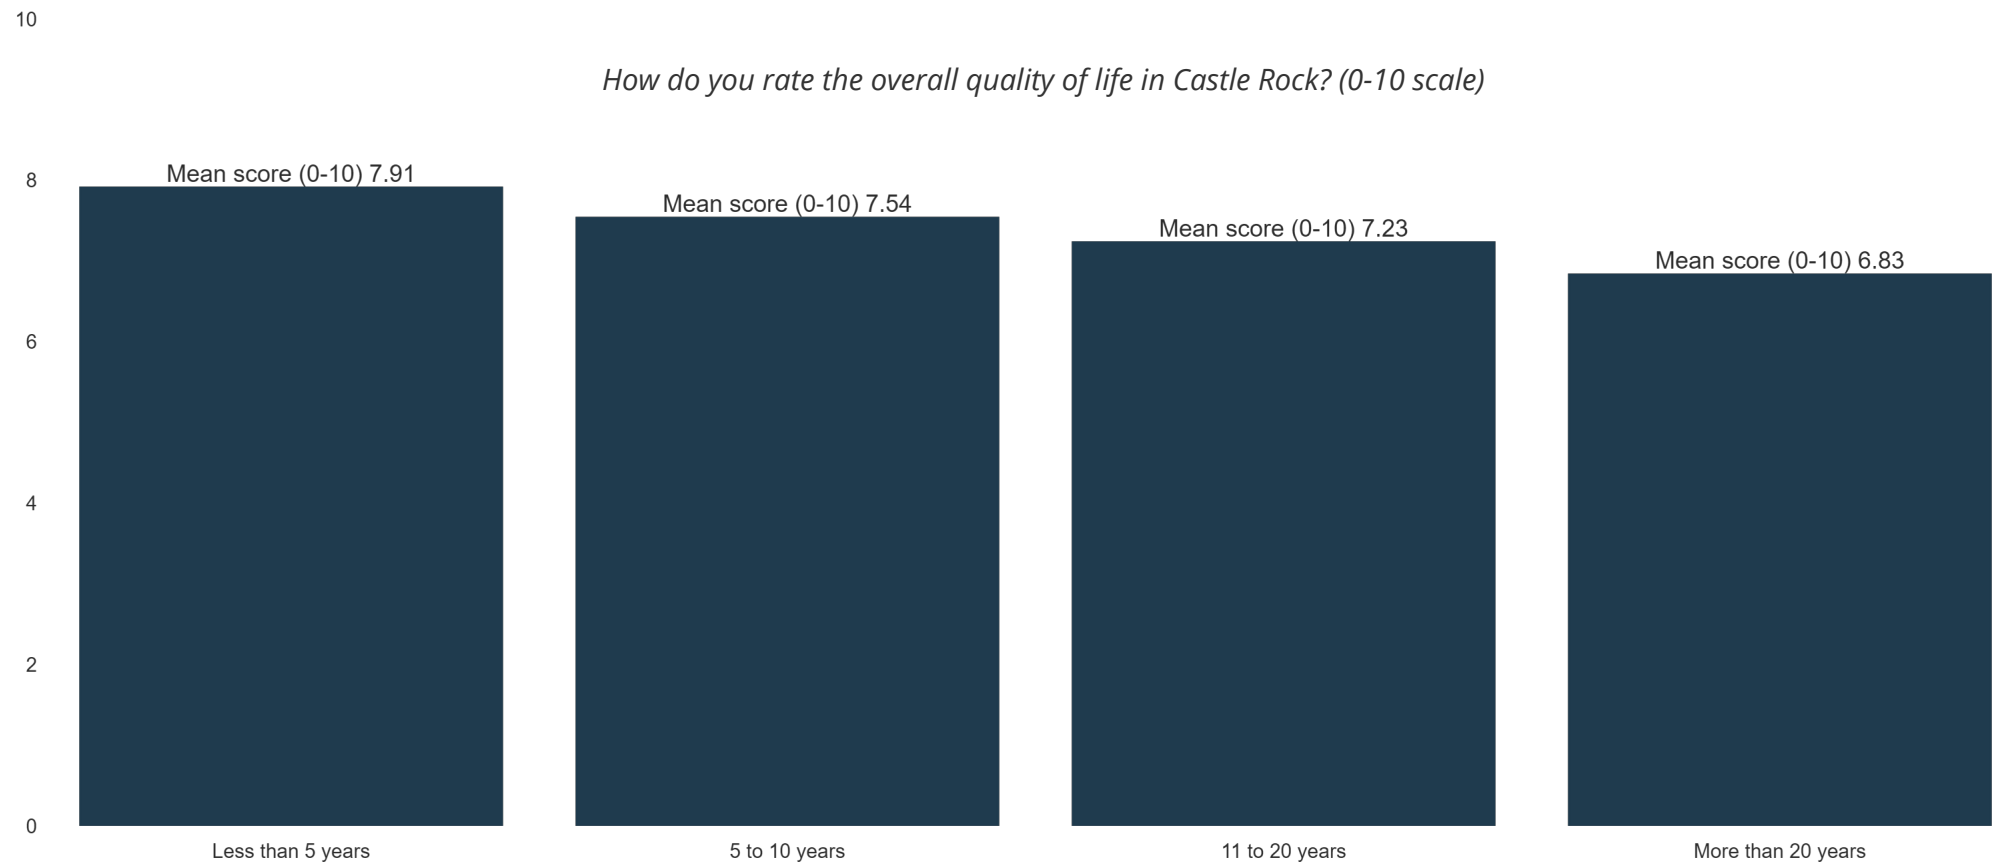 10
How do you rate the overall quality of life in Castle Rock? (0-10 scale)
8
Mean score (0-10) 7.91
Mean score (0-10) 7.54
Mean score (0-10) 7.23
Mean score (0-10) 6.83
6
4
2
0
Less than 5 years
5 to 10 years
11 to 20 years
More than 20 years